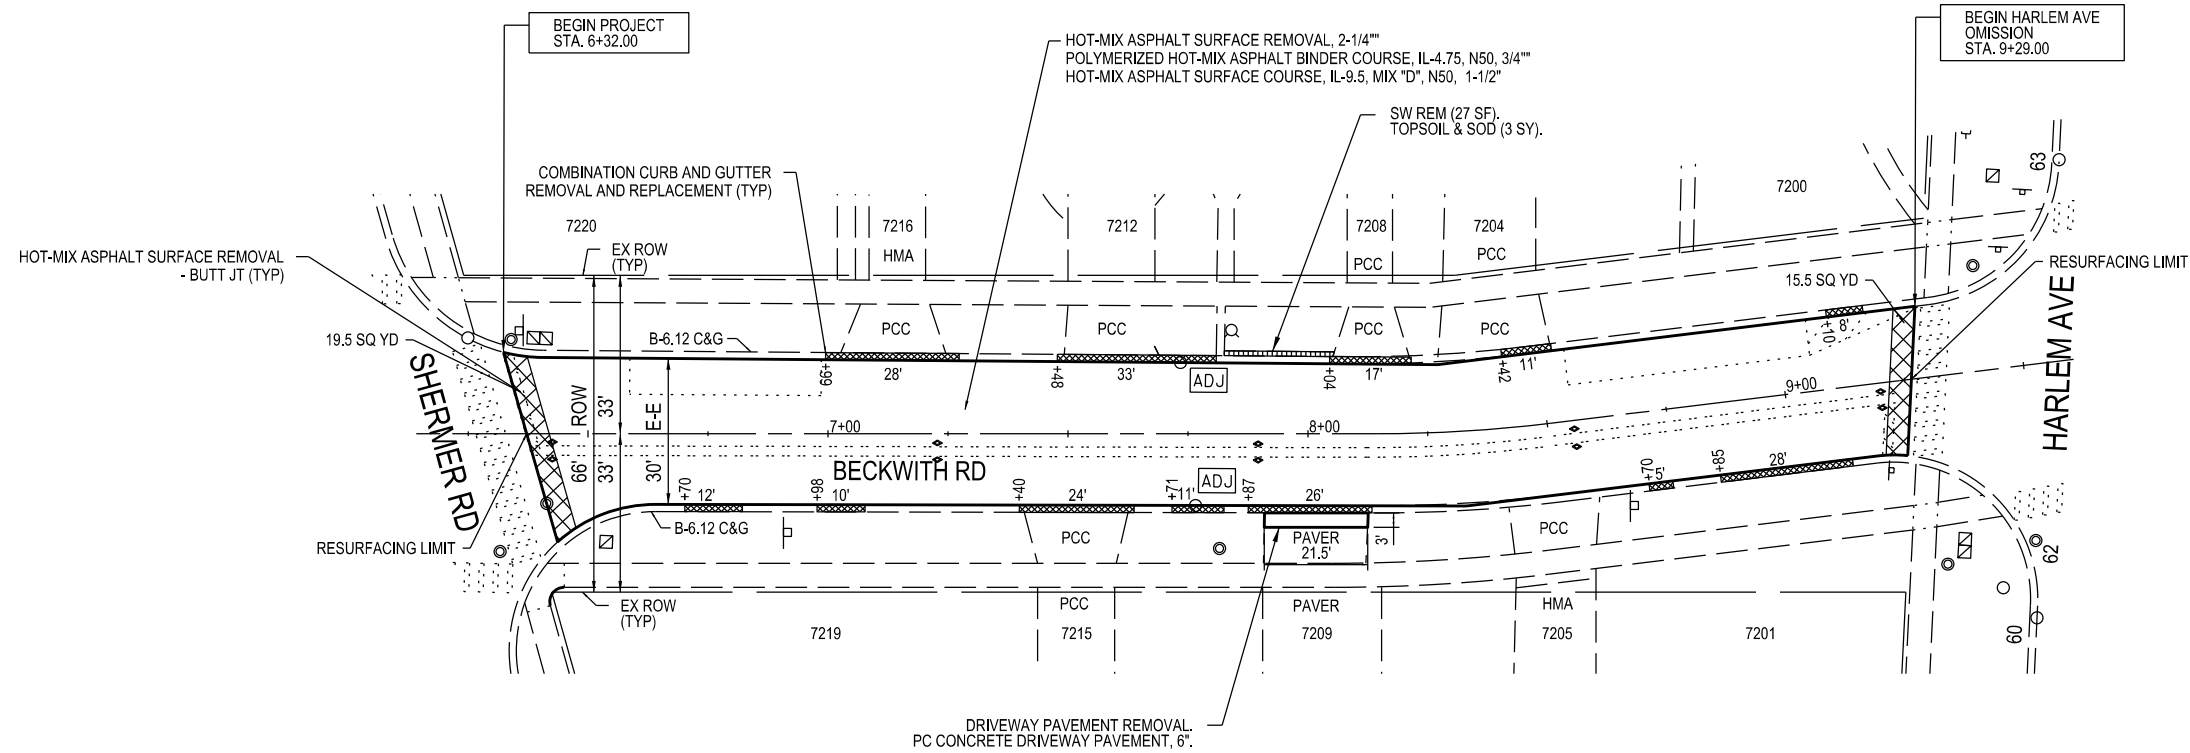 BEGIN PROJECT
STA. 6+32.00
BEGIN HARLEM AVE
OMISSION
STA. 9+29.00
HOT-MIX ASPHALT SURFACE REMOVAL, 2-1/4""
POLYMERIZED HOT-MIX ASPHALT BINDER COURSE, IL-4.75, N50, 3/4""
HOT-MIX ASPHALT SURFACE COURSE, IL-9.5, MIX "D", N50, 1-1/2"
SW REM (27 SF).
TOPSOIL & SOD (3 SY).
COMBINATION CURB AND GUTTER
REMOVAL AND REPLACEMENT (TYP)
7220
7216
7212
7208
7204
7200
63
HMA
PCC
PCC
EX ROW
(TYP)
HOT-MIX ASPHALT SURFACE REMOVAL
- BUTT JT (TYP)
RESURFACING LIMIT
15.5 SQ YD
19.5 SQ YD
B-6.12 C&G
PCC
PCC
PCC
PCC
+99
28'
+48
33'
ADJ
+04
17'
+42
11'
+10
8'
SHERMER RD
HARLEM AVE
66' ROW
33'
33'
30' E-E
7+00
8+00
9+00
BECKWITH RD
+70
12'
+98
10'
+40
24'
+71
11'
ADJ
+87
26'
+70
5'
+85
28'
B-6.12 C&G
RESURFACING LIMIT
PCC
PAVER
21.5'
3'
PCC
62
60
EX ROW
(TYP)
PCC
PAVER
HMA
7219
7215
7209
7205
7201
DRIVEWAY PAVEMENT REMOVAL.
PC CONCRETE DRIVEWAY PAVEMENT, 6".